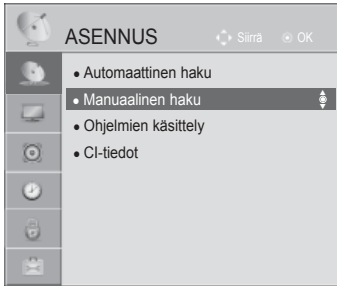 ASENNUS Siirrä OK
Automaattinen haku
Manuaalinen haku
Ohjelmien käsittely
CI-tiedot